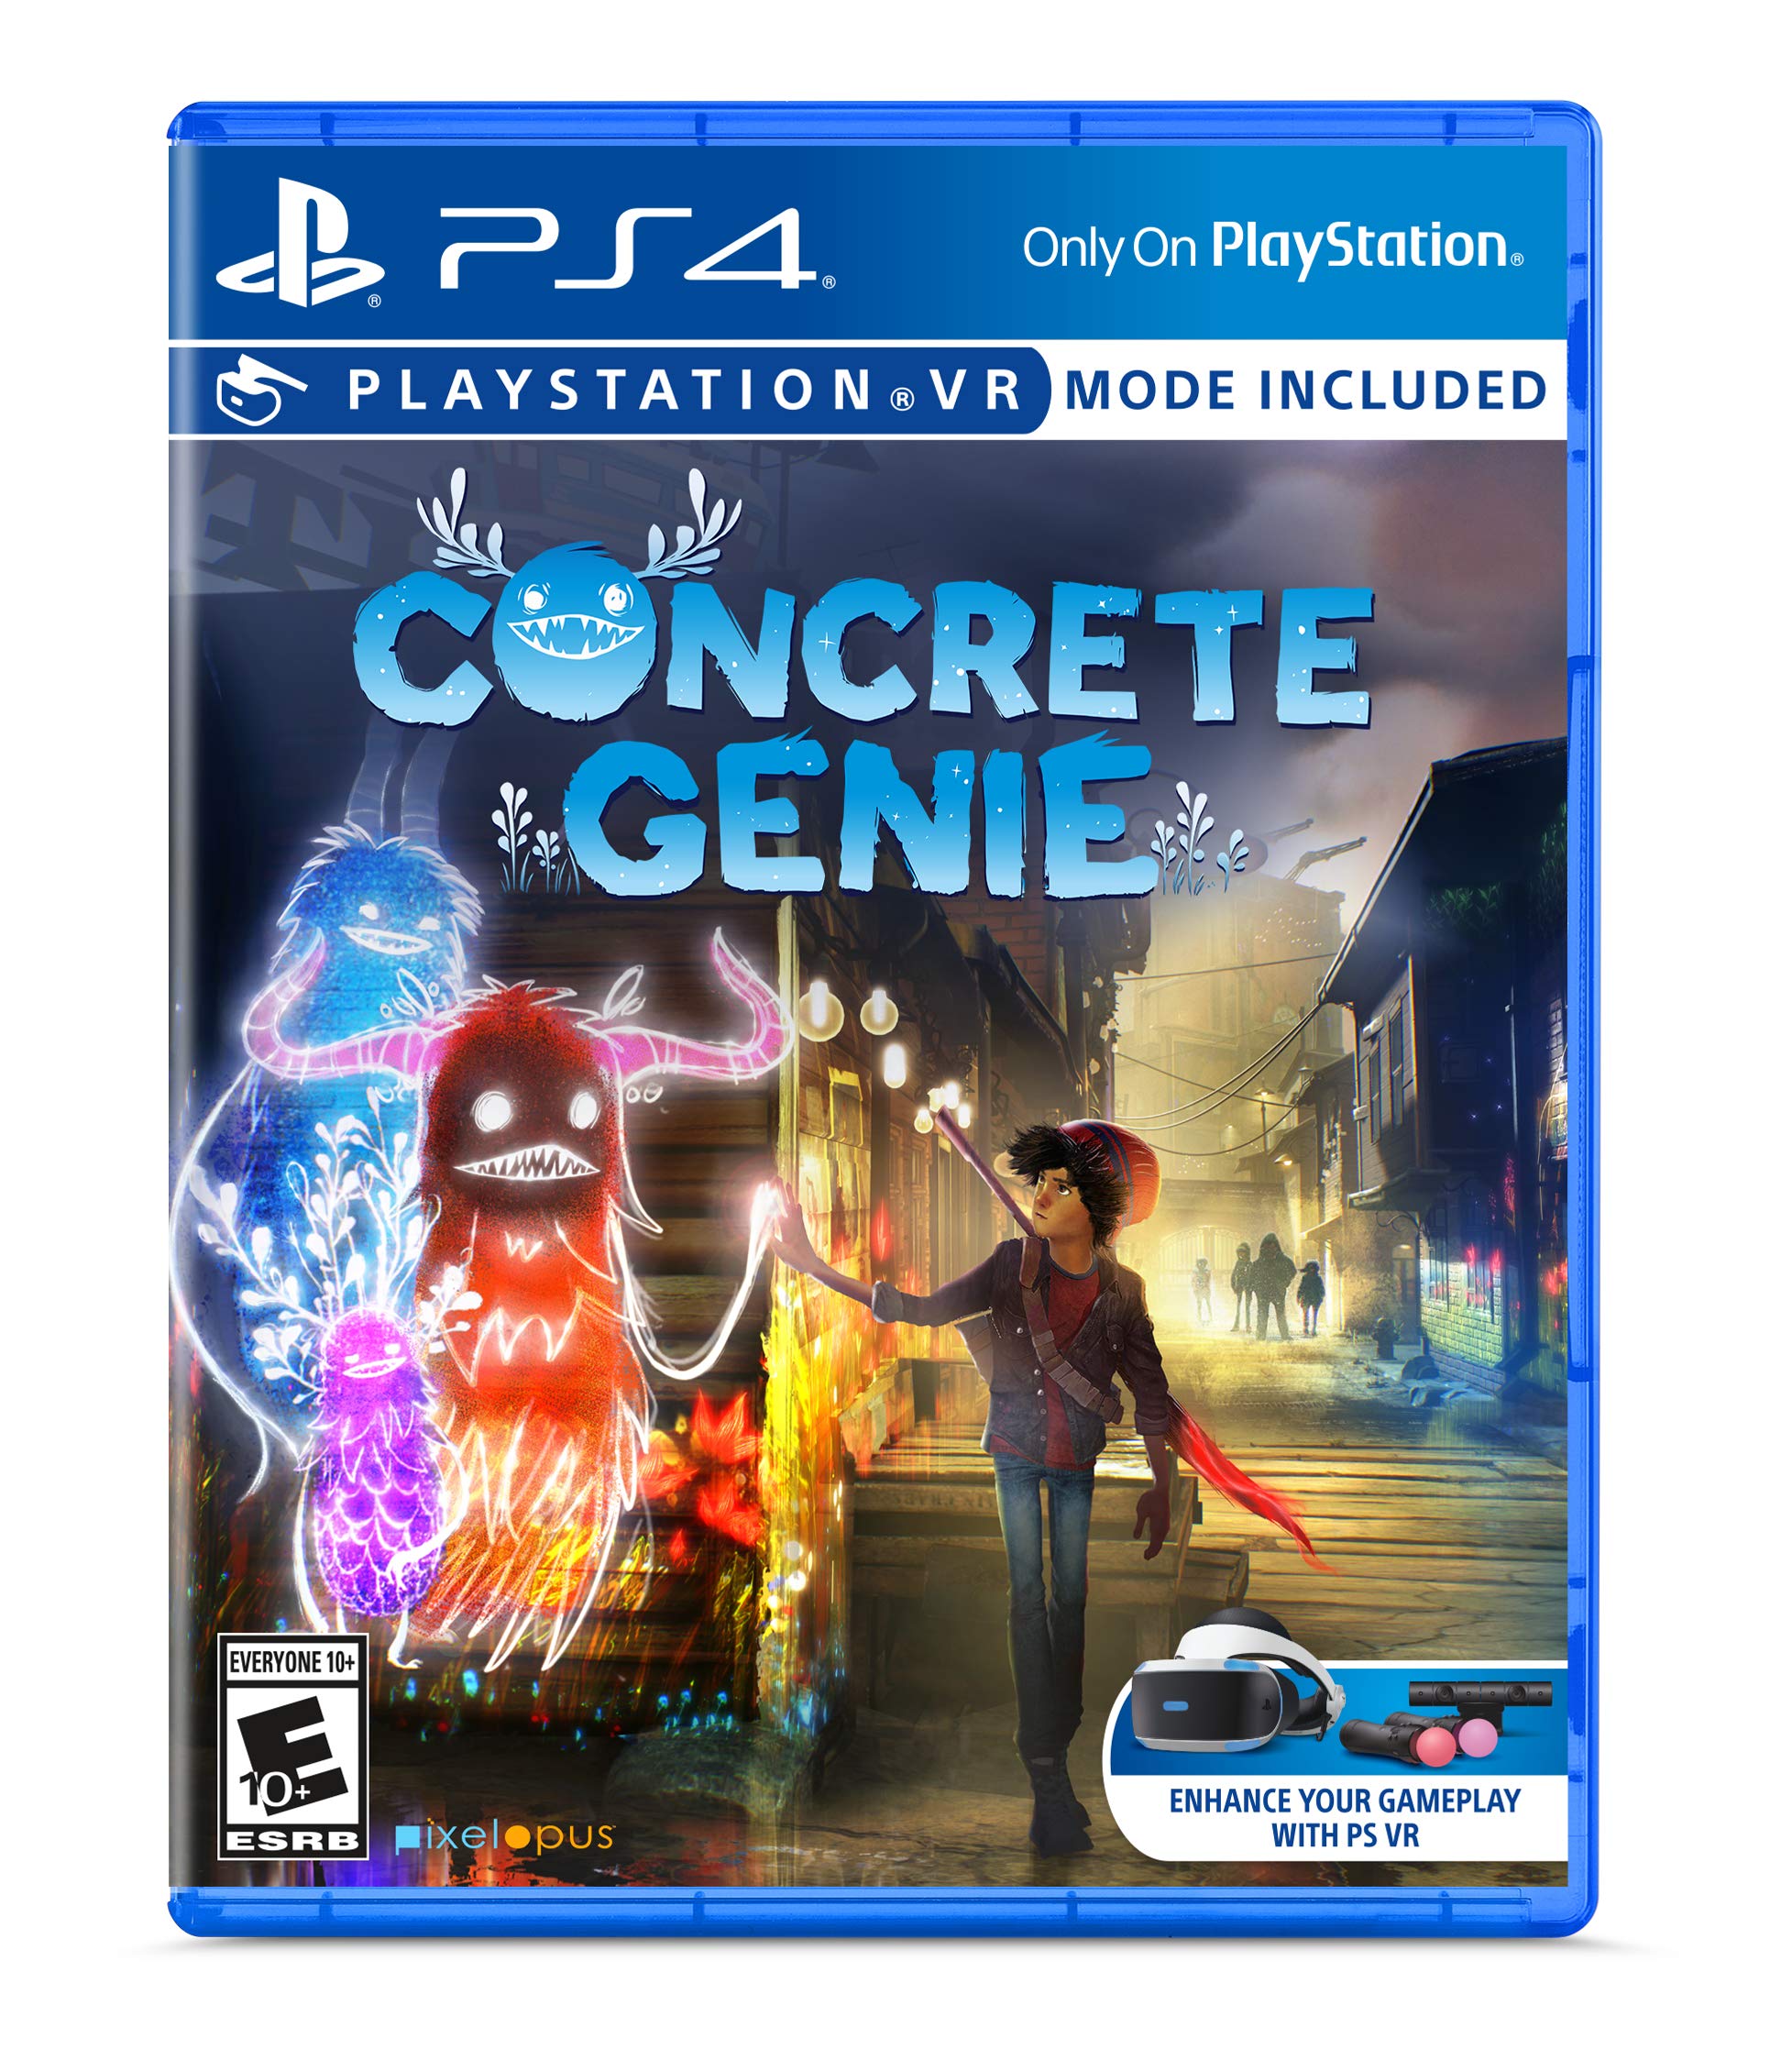 PS4®
Only On PlayStation®
PLAYSTATION®VR MODE INCLUDED
CONCRETE
GENIE
EVERYONE 10+
E
10+
ESRB
pixelopus
ENHANCE YOUR GAMEPLAY
WITH PS VR